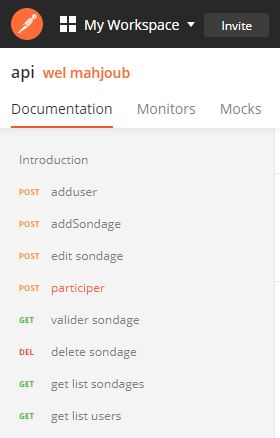 My Workspace Invite
api wel mahjoub
Documentation Monitors Mocks
Introduction
POST adduser
POST addSondage
POST edit sondage
POST participer
GET valider sondage
DEL delete sondage
GET get list sondages
GET get list users